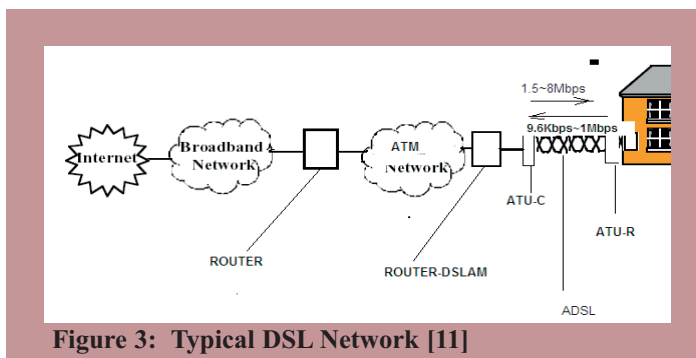 1.5~8Mbps
9.6Kbps~1Mbps
Internet
Broadband
Network
ATM
Network
ATU-C
ATU-R
ROUTER
ROUTER-DSLAM
ADSL
Figure 3: Typical DSL Network [11]